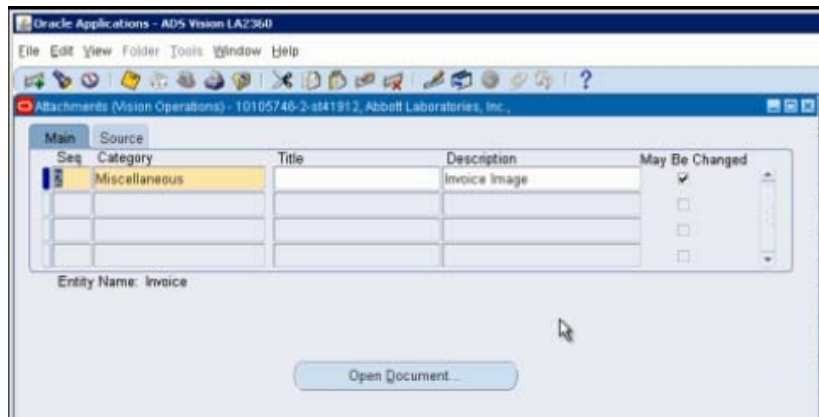 Oracle Applications - ADS Vision LA2360
File Edit View Folder Tools Window Help
Attachments (Vision Operations) - 10105746-2-st41912, Abbott Laboratories, Inc.,
Main Source
Seq Category Title Description May Be Changed
Miscellaneous Invoice Image
Entity Name: Invoice
Open Document...